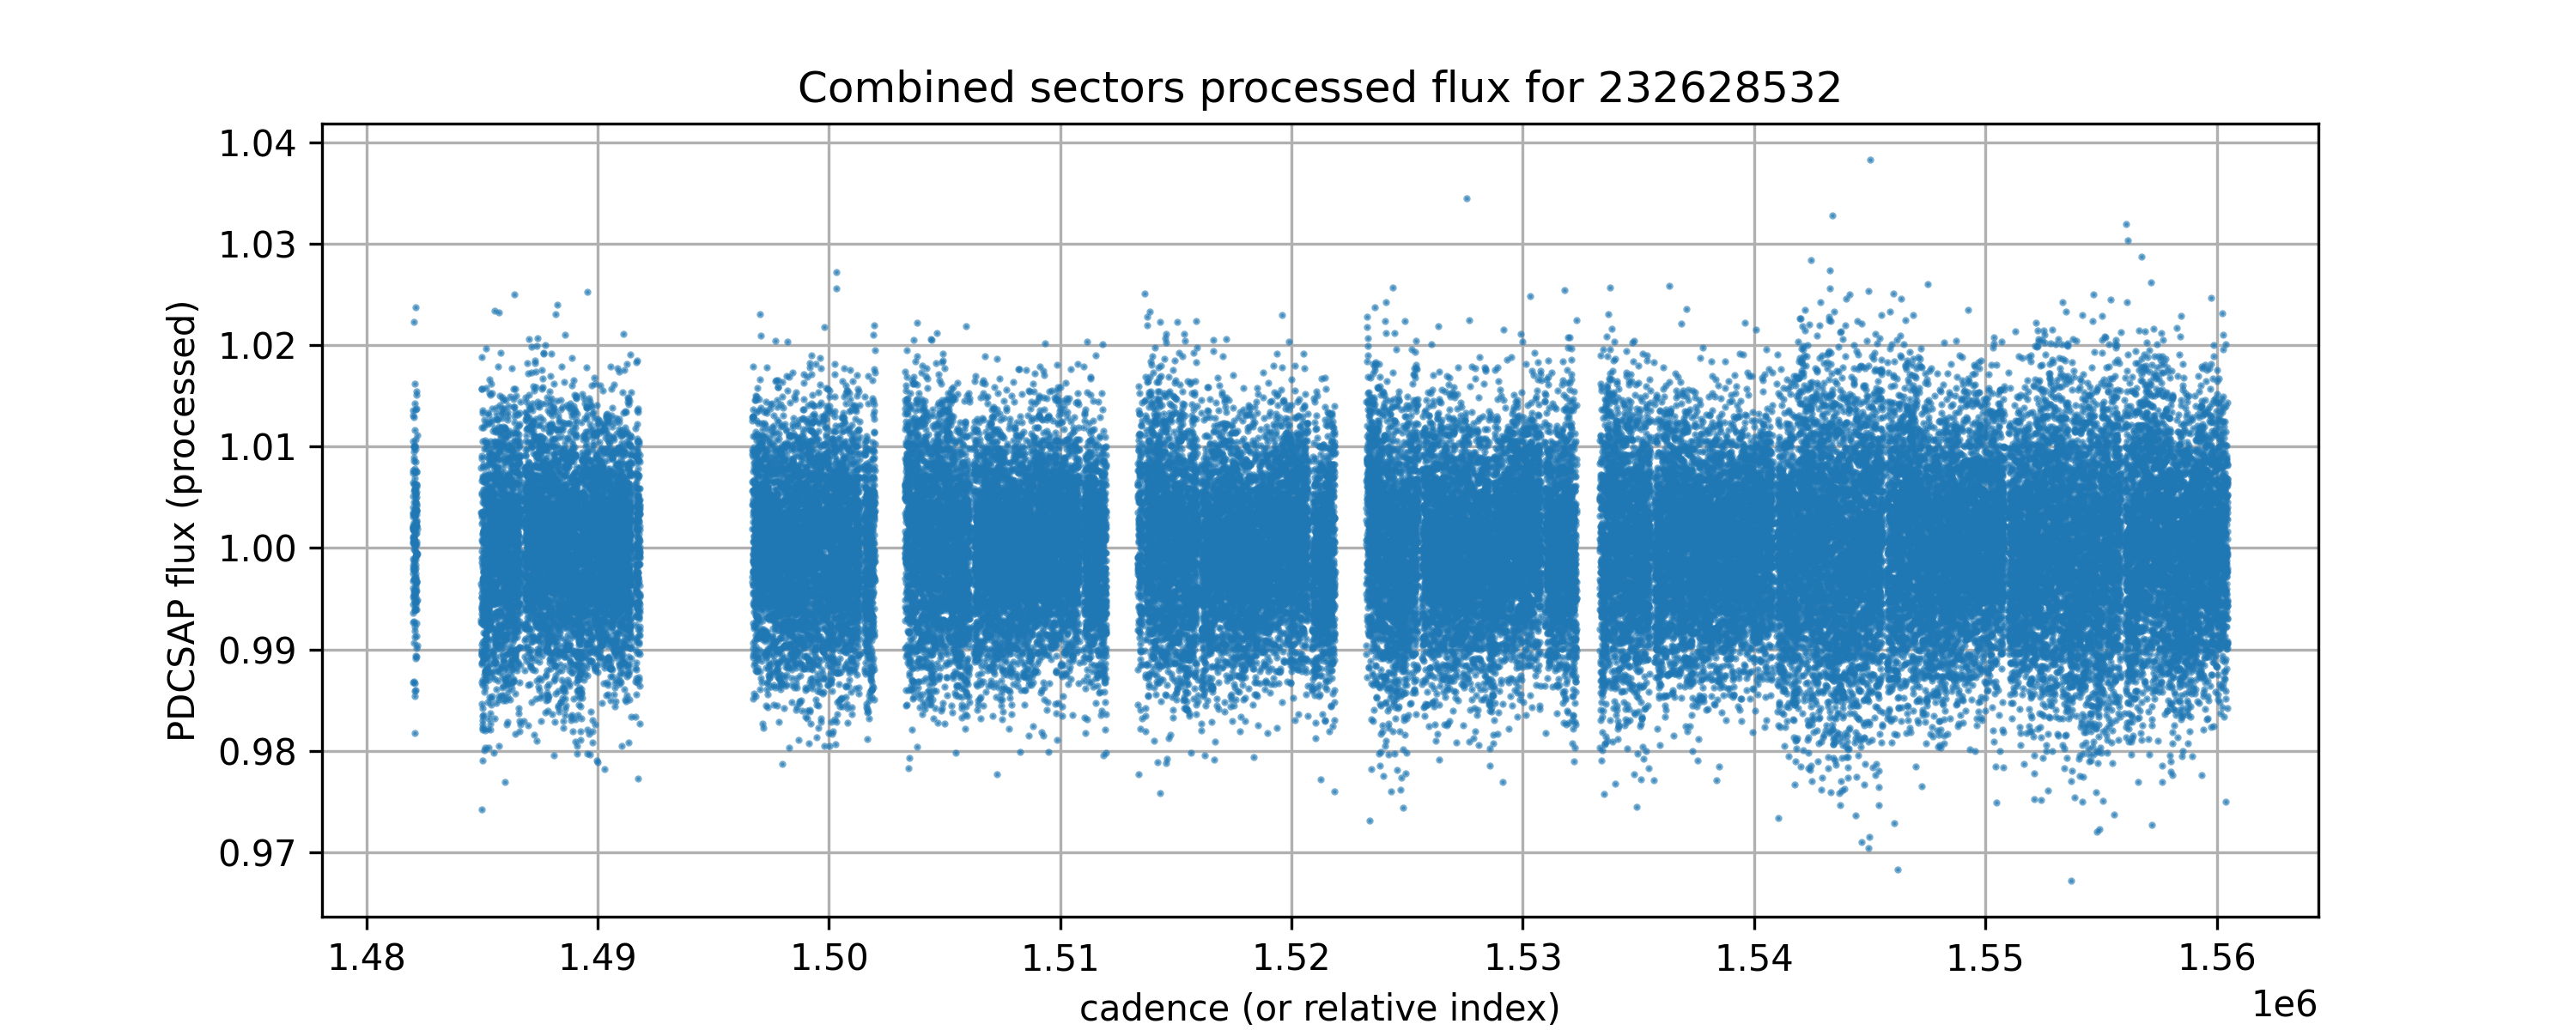 Combined sectors processed flux for 232628532
PDCSAP flux (processed)
1.04
1.03
1.02
1.01
1.00
0.99
0.98
0.97
1.48 1.49 1.50 1.51 1.52 1.53 1.54 1.55 1.56
1e6
cadence (or relative index)